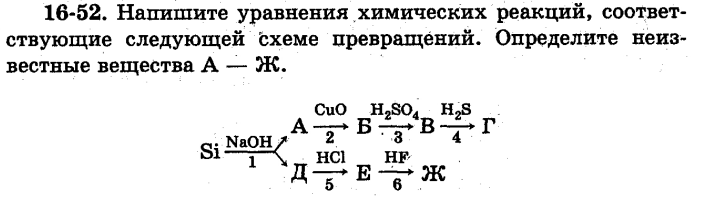 16-52. Напишите уравнения химических реакций, соответ-
ствующие следующей схеме превращений. Определите неиз-
вестные вещества А — Ж.
CuO H₂SO₄ H₂S
А → Б → В → Г
2 3 4
Si NaOH
1
HCl HF
Д → Е → Ж
5 6